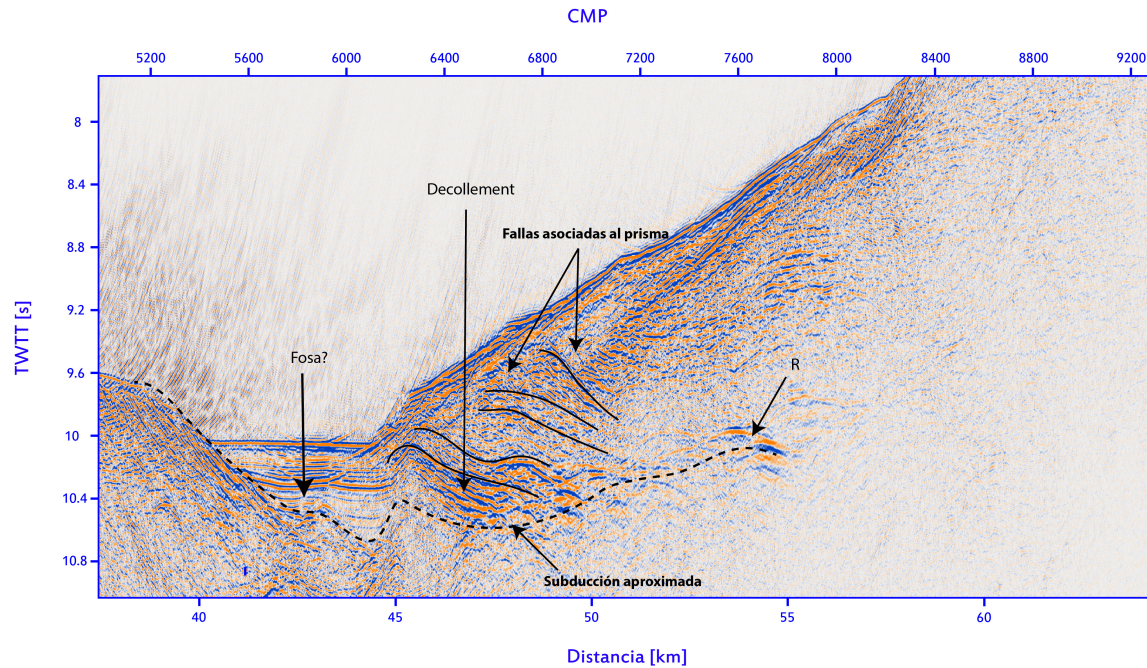 CMP
5200 5600 6000 6400 6800 7200 7600 8000 8400 8800 9200
8
8.4
Decollement
Fallas asociadas al prisma
8.8
9.2
TWTT [s]
Fosa?
9.6
R
10
10.4
Subducción aproximada
10.8
40 45 50 55 60
Distancia [km]